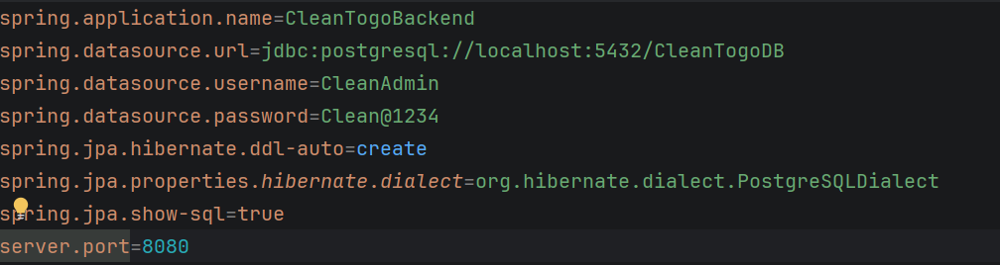 spring.application.name=CleanTogoBackend
spring.datasource.url=jdbc:postgresql://localhost:5432/CleanTogoDB
spring.datasource.username=CleanAdmin
spring.datasource.password=Clean@1234
spring.jpa.hibernate.ddl-auto=create
spring.jpa.properties.hibernate.dialect=org.hibernate.dialect.PostgreSQLDialect
spring.jpa.show-sql=true
server.port=8080